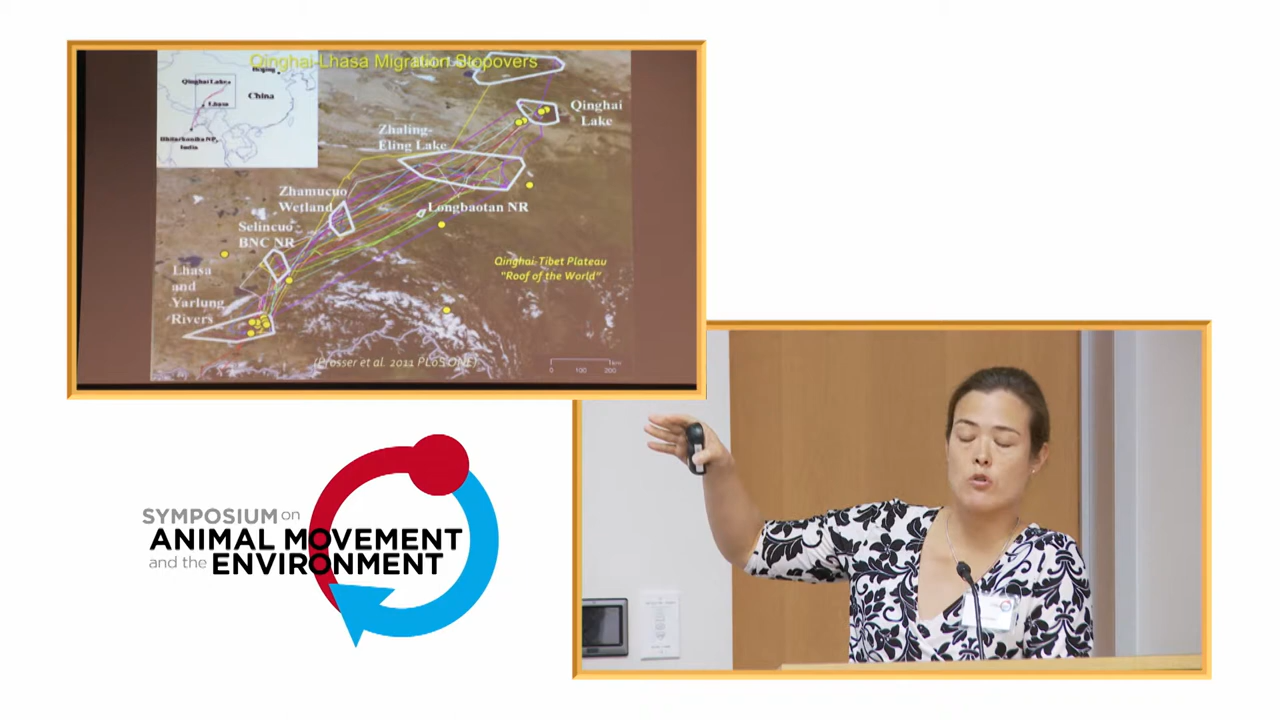 Qinghai-Lhasa Migration Stopovers
Beijing
Qinghai Lake
China
Lhasa
India
Qinghai
Lake
Zhaling-
Eling Lake
Zhamucuo
Wetland
Longbaotan NR
Selincuo
BNC NR
Qinghai-Tibet Plateau
"Roof of the World"
Lhasa
and
Yarlung
Rivers
(Prosser et al. 2011 PLoS ONE)
0 100 200
SYMPOSIUM on
ANIMAL MOVEMENT
and the ENVIRONMENT